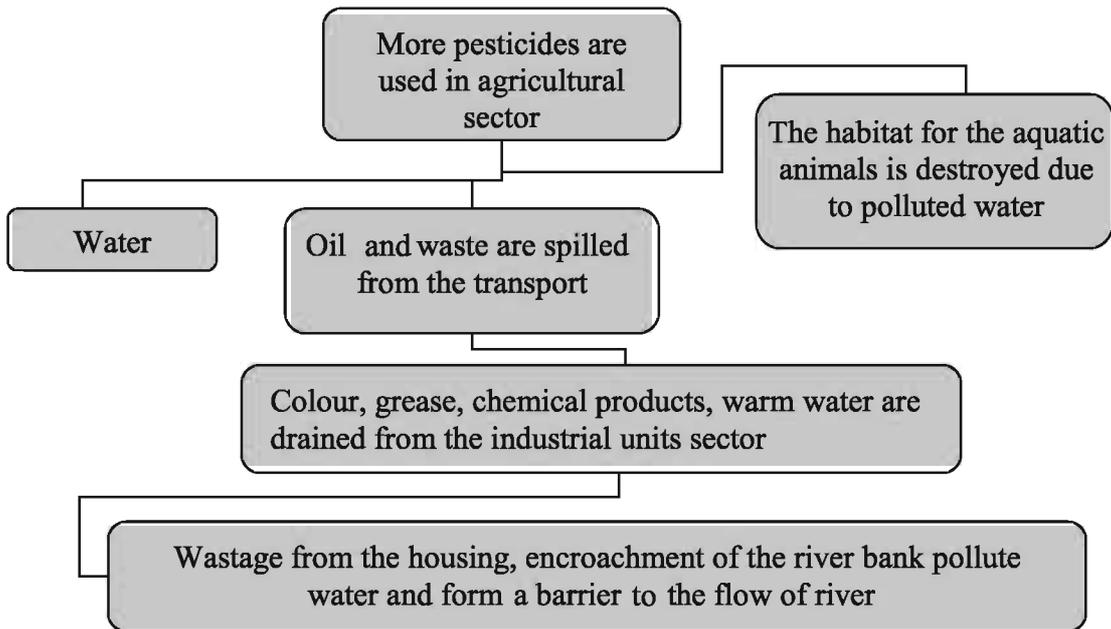 More pesticides are
used in agricultural
sector
The habitat for the aquatic
animals is destroyed due
to polluted water
Water
Oil and waste are spilled
from the transport
Colour, grease, chemical products, warm water are
drained from the industrial units sector
Wastage from the housing, encroachment of the river bank pollute
water and form a barrier to the flow of river